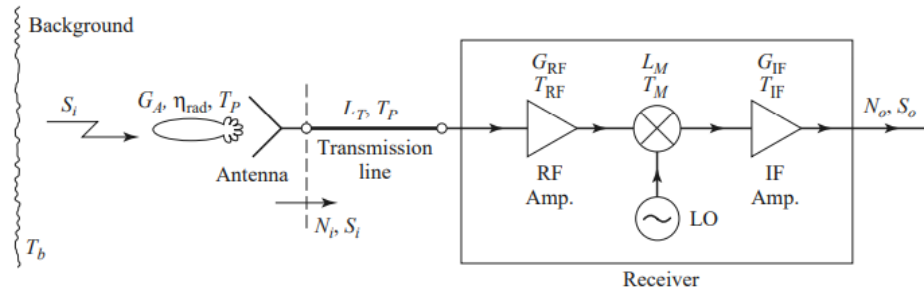 Background
T_b
S_i
G_A, η_rad, T_P
Antenna
L_T, T_P
Transmission
line
N_i, S_i
G_RF
T_RF
RF
Amp.
L_M
T_M
LO
G_IF
T_IF
IF
Amp.
N_o, S_o
Receiver